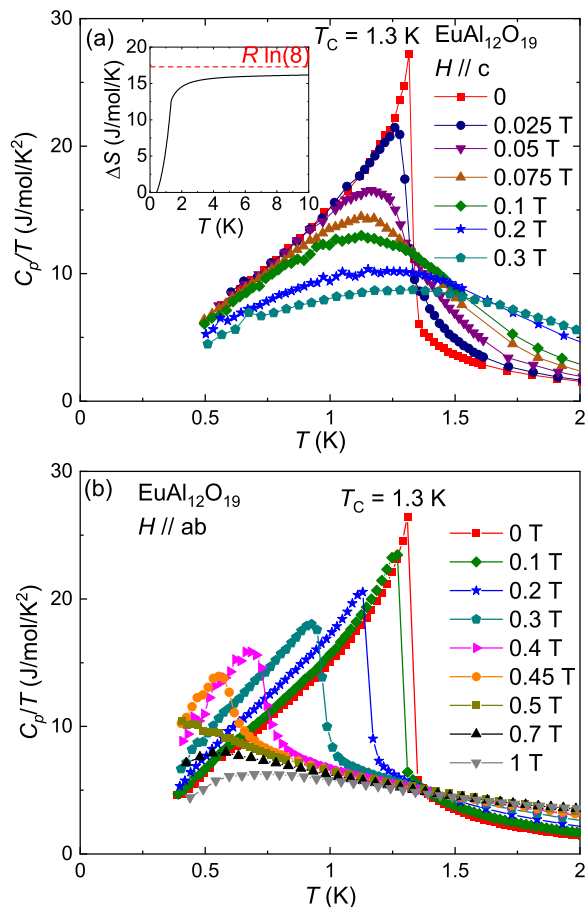 (a)
T_C = 1.3 K
EuAl12O19
H // c
0
0.025 T
0.05 T
0.075 T
0.1 T
0.2 T
0.3 T
R ln(8)
ΔS (J/mol/K)
20
15
10
5
0
0 2 4 6 8 10
T (K)
C_p/T (J/mol/K²)
30
20
10
0
0 0.5 1 1.5 2
T (K)
(b)
EuAl12O19
H // ab
T_C = 1.3 K
0 T
0.1 T
0.2 T
0.3 T
0.4 T
0.45 T
0.5 T
0.7 T
1 T
C_p/T (J/mol/K²)
30
20
10
0
0 0.5 1 1.5 2
T (K)